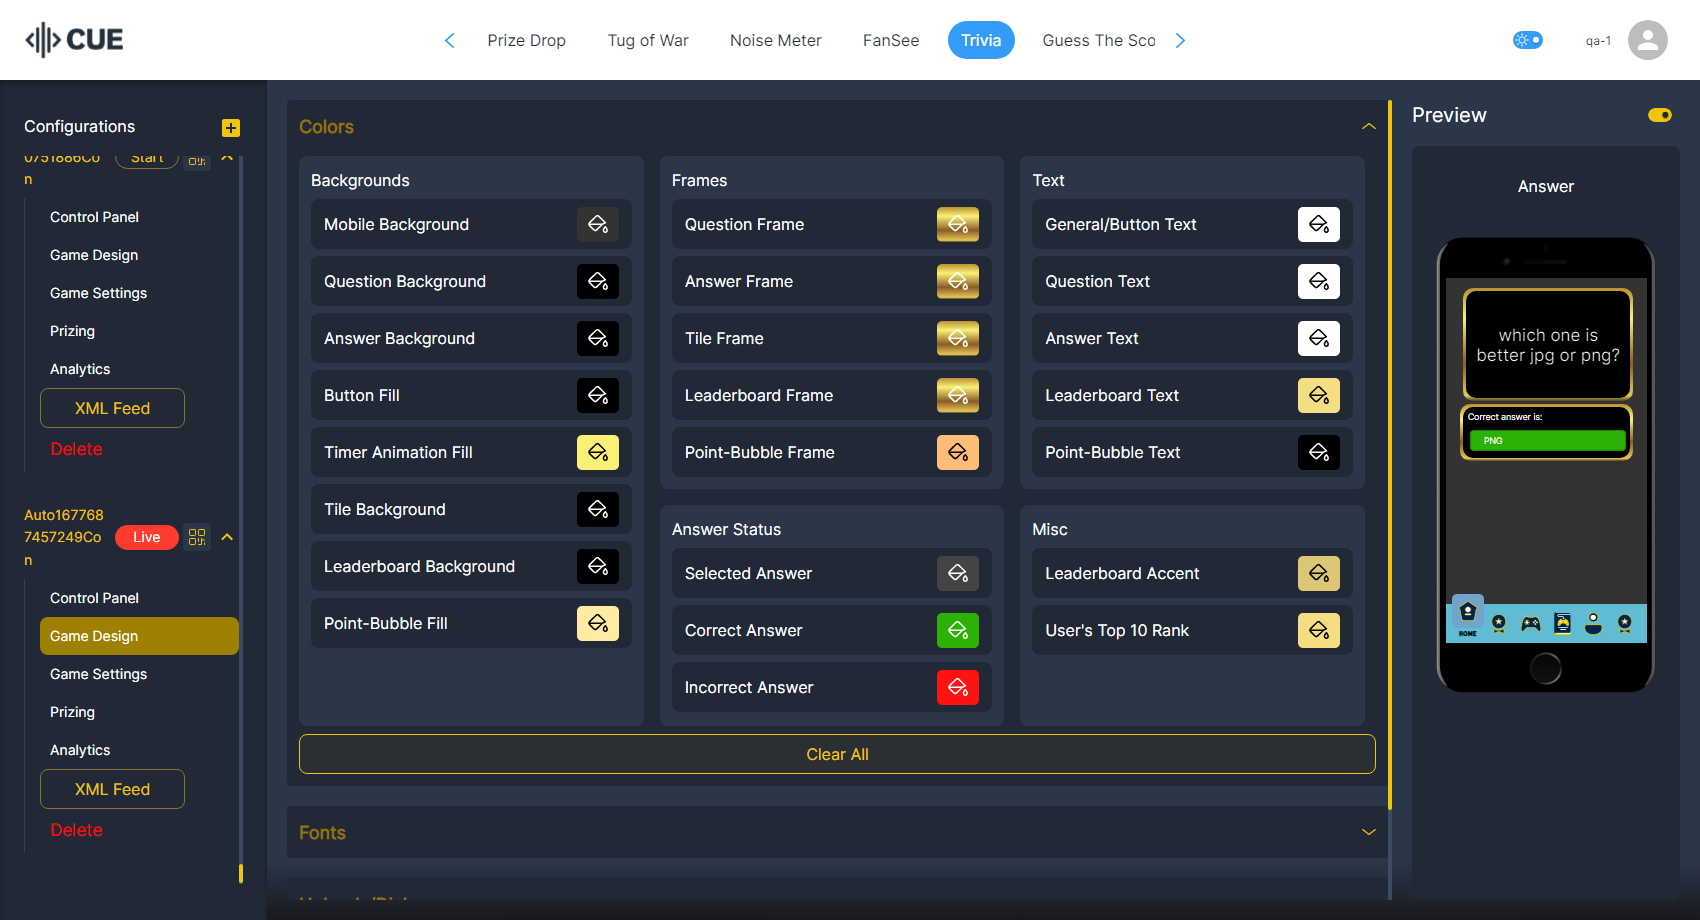 CUE
Prize Drop
Tug of War
Noise Meter
FanSee
Trivia
Guess The Sco
qa-1
Configurations
0751886Co
n
Start
Control Panel
Game Design
Game Settings
Prizing
Analytics
XML Feed
Delete
Auto167768
7457249Co
n
Live
Control Panel
Game Design
Game Settings
Prizing
Analytics
XML Feed
Delete
Colors
Backgrounds
Mobile Background
Question Background
Answer Background
Button Fill
Timer Animation Fill
Tile Background
Leaderboard Background
Point-Bubble Fill
Frames
Question Frame
Answer Frame
Tile Frame
Leaderboard Frame
Point-Bubble Frame
Text
General/Button Text
Question Text
Answer Text
Leaderboard Text
Point-Bubble Text
Answer Status
Selected Answer
Correct Answer
Incorrect Answer
Misc
Leaderboard Accent
User's Top 10 Rank
Clear All
Fonts
Preview
Answer
which one is
better jpg or png?
Correct answer is:
PNG
HOME